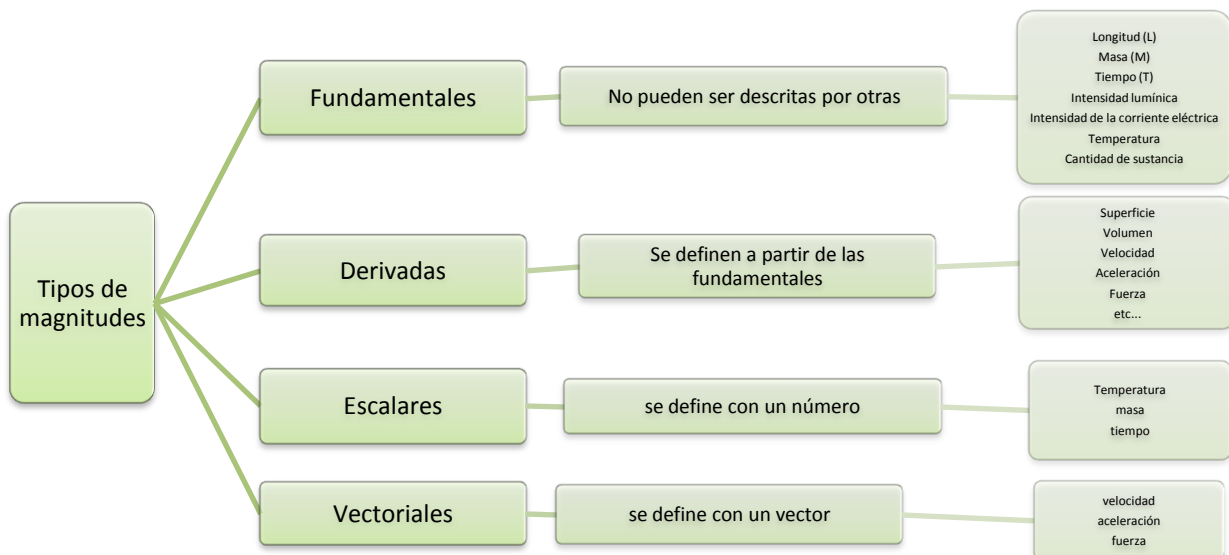 Tipos de
magnitudes
Fundamentales
No pueden ser descritas por otras
Longitud (L)
Masa (M)
Tiempo (T)
Intensidad lumínica
Intensidad de la corriente eléctrica
Temperatura
Cantidad de sustancia
Derivadas
Se definen a partir de las
fundamentales
Superficie
Volumen
Velocidad
Aceleración
Fuerza
etc...
Escalares
se define con un número
Temperatura
masa
tiempo
Vectoriales
se define con un vector
velocidad
aceleración
fuerza